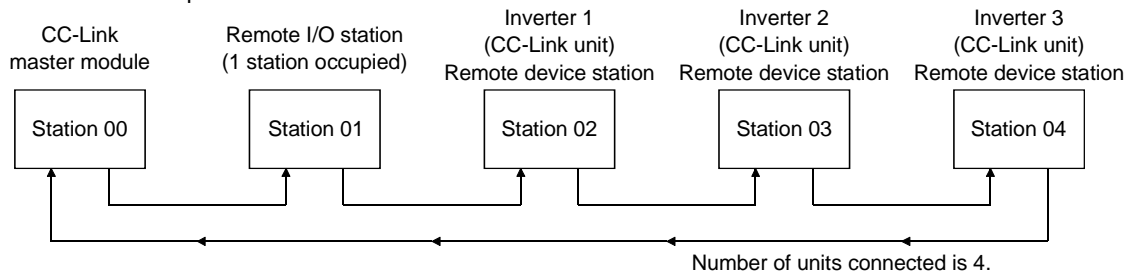 CC-Link
master module
Remote I/O station
(1 station occupied)
Inverter 1
(CC-Link unit)
Remote device station
Inverter 2
(CC-Link unit)
Remote device station
Inverter 3
(CC-Link unit)
Remote device station
Station 00
Station 01
Station 02
Station 03
Station 04
Number of units connected is 4.